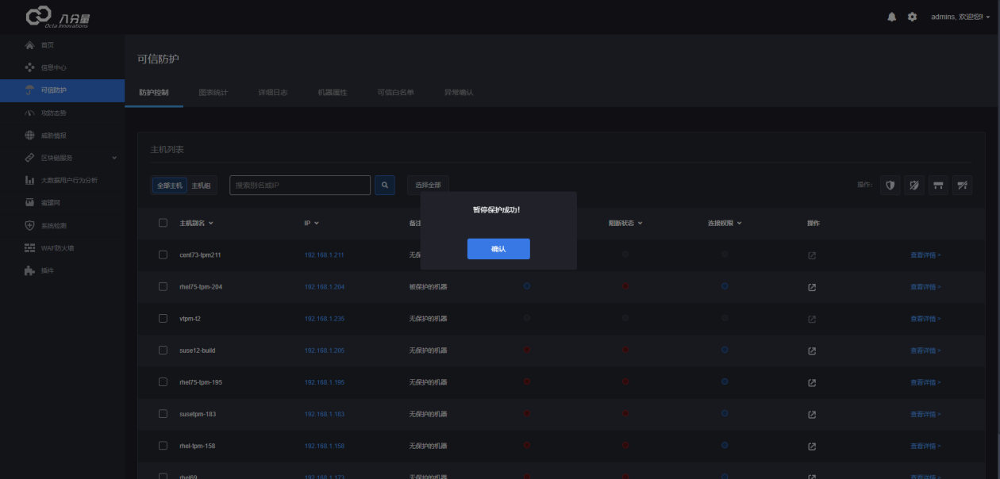 八分量
Octa Innovations
admins, 欢迎您!
首页
信息中心
可信防护
攻防态势
威胁情报
区块链服务
大数据用户行为分析
蜜罐网
系统检测
WAF防火墙
插件
可信防护
防护控制 图表统计 详细日志 机器属性 可信白名单 异常确认
主机列表
全部主机 主机组 搜索别名或IP 选择全部 操作:
暂停保护成功!
确认
主机别名 IP 备注 阻断状态 连接权限 操作
cent73-tpm211 192.168.1.211 无保 查看详情 >
rhel75-tpm-204 192.168.1.204 被保护的机器 查看详情 >
vtpm-t2 192.168.1.235 无保护的机器 查看详情 >
suse12-build 192.168.1.205 无保护的机器 查看详情 >
rhel75-tpm-195 192.168.1.195 无保护的机器 查看详情 >
susetpm-183 192.168.1.183 无保护的机器 查看详情 >
rhel-tpm-158 192.168.1.158 无保护的机器 查看详情 >
rhel69 192.168.1.173 无保护的机器 查看详情 >